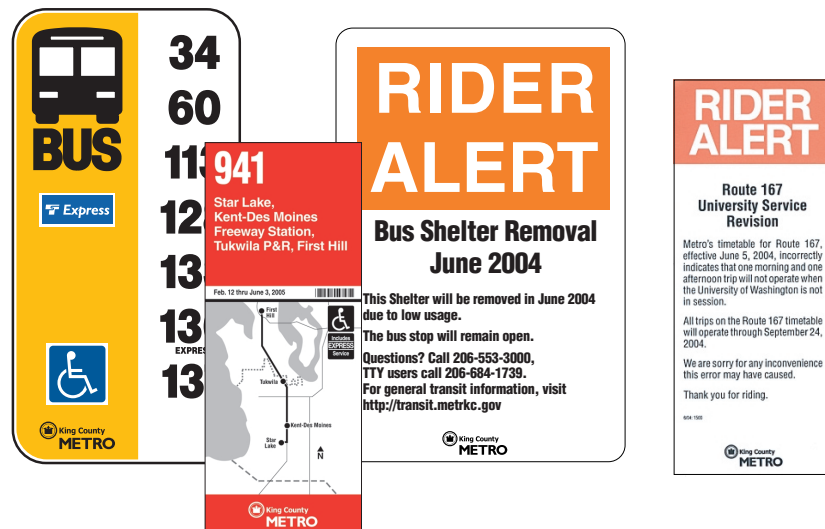 BUS
Express
King County
METRO
34
60
941
Star Lake,
Kent-Des Moines
Freeway Station,
Tukwila P&R, First Hill
Feb. 12 thru June 3, 2005
First
Hill
Includes
EXPRESS
Service
Tukwila
Kent-Des Moines
Star
Lake
N
King County
METRO
RIDER
ALERT
Bus Shelter Removal
June 2004
This Shelter will be removed in June 2004
due to low usage.
The bus stop will remain open.
Questions? Call 206-553-3000,
TTY users call 206-684-1739.
For general transit information, visit
http://transit.metrkc.gov
King County
METRO
RIDER
ALERT
Route 167
University Service
Revision
Metro's timetable for Route 167,
effective June 5, 2004, incorrectly
indicates that one morning and one
afternoon trip will not operate when
the University of Washington is not
in session.
All trips on the Route 167 timetable
will operate through September 24,
2004.
We are sorry for any inconvenience
this error may have caused.
Thank you for riding.
King County
METRO